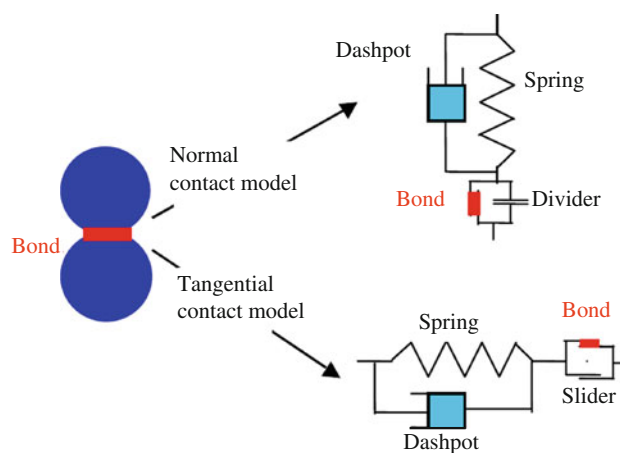 Dashpot
Spring
Normal
contact model
Bond
Divider
Bond
Tangential
contact model
Spring
Bond
Slider
Dashpot